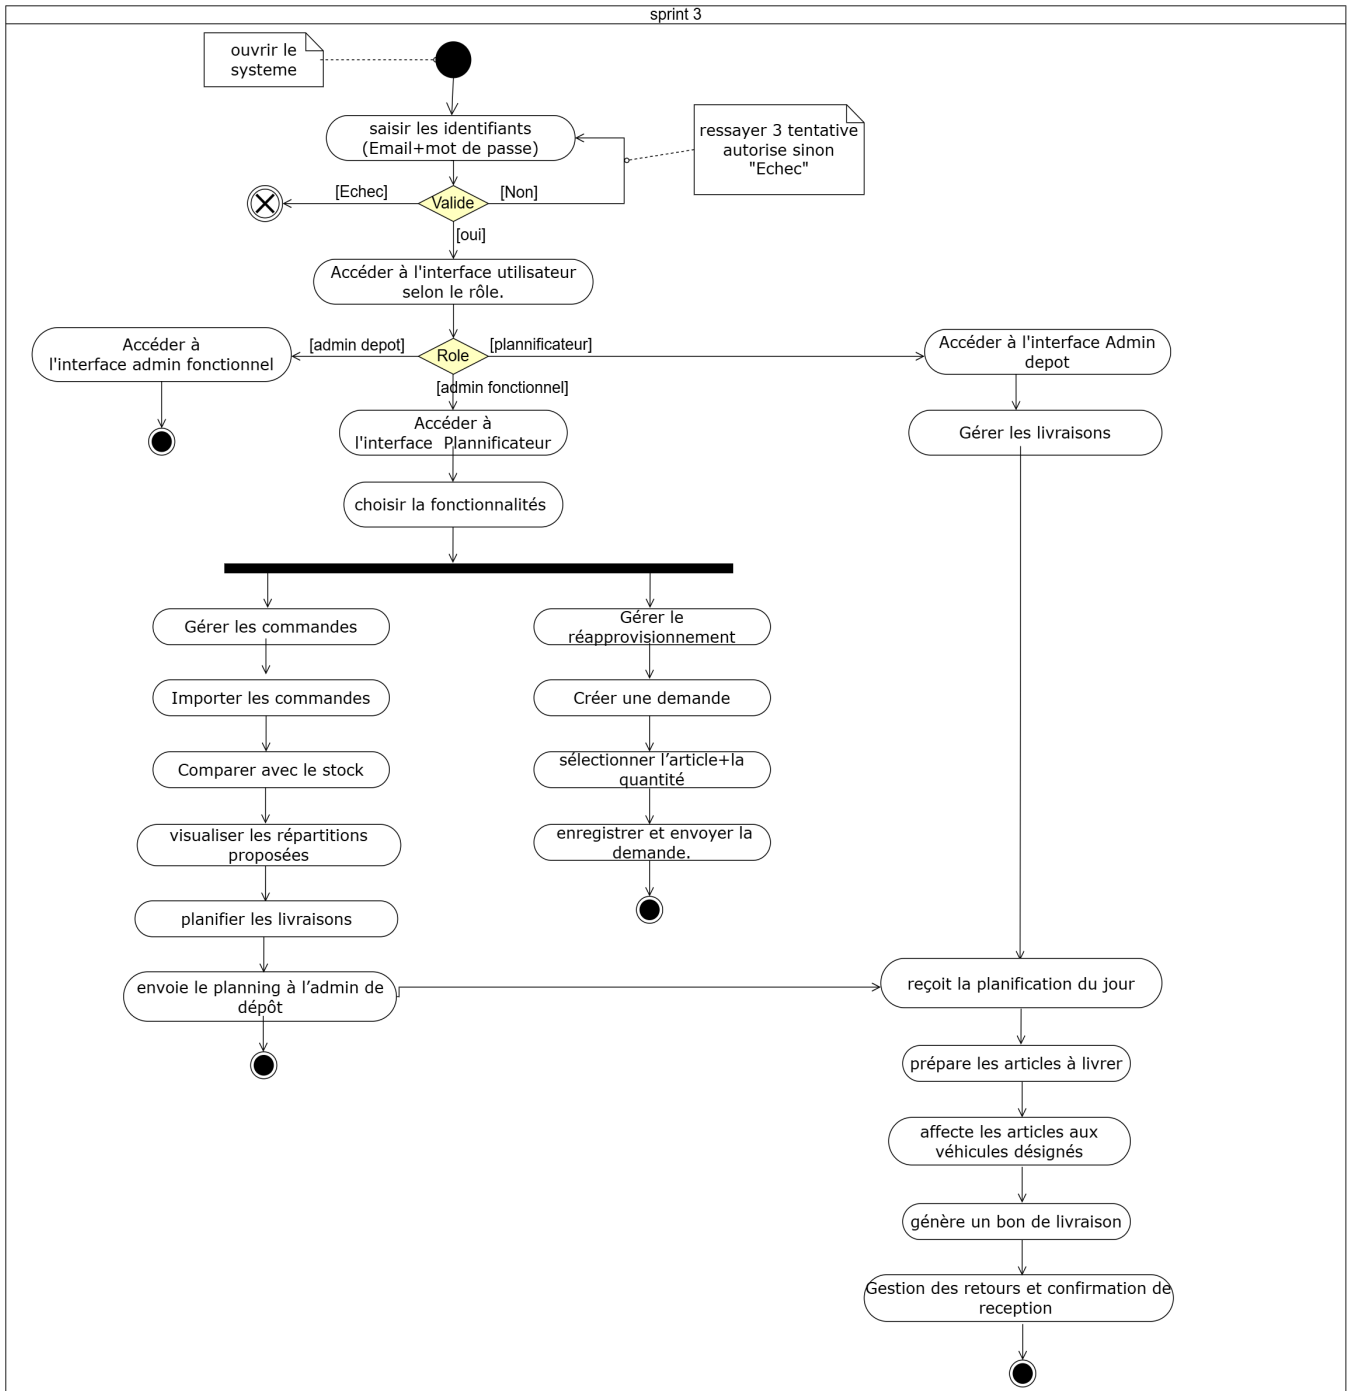 sprint 3
ouvrir le
systeme
saisir les identifiants
(Email+mot de passe)
ressayer 3 tentative
autorise sinon
"Echec"
[Echec]
Valide
[Non]
[oui]
Accéder à l'interface utilisateur
selon le rôle.
Accéder à
l'interface admin fonctionnel
[admin depot]
Role
[plannificateur]
Accéder à l'interface Admin
depot
[admin fonctionnel]
Accéder à
l'interface  Plannificateur
Gérer les livraisons
choisir la fonctionnalités
Gérer les commandes
Gérer le
réapprovisionnement
Importer les commandes
Créer une demande
Comparer avec le stock
sélectionner l’article+la
quantité
visualiser les répartitions
proposées
enregistrer et envoyer la
demande.
planifier les livraisons
envoie le planning à l’admin de
dépôt
reçoit la planification du jour
prépare les articles à livrer
affecte les articles aux
véhicules désignés
génère un bon de livraison
Gestion des retours et confirmation de
reception